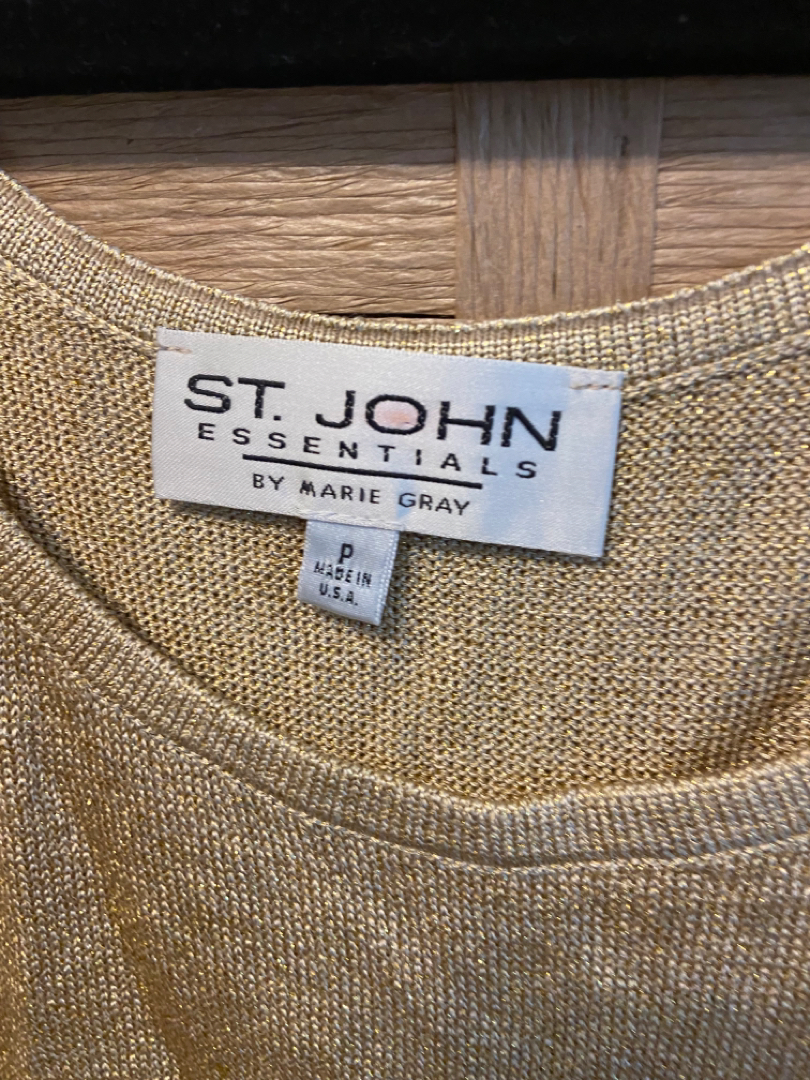 ST. JOHN
ESSENTIALS
BY MARIE GRAY
P
MADE IN
U.S.A.